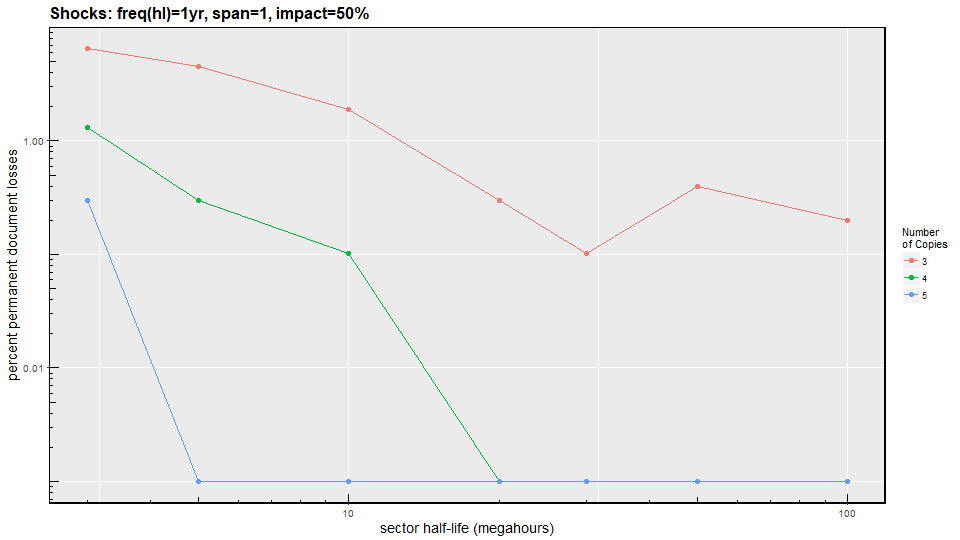 Shocks: freq(hl)=1yr, span=1, impact=50%
percent permanent document losses
1.00
0.01
10
100
sector half-life (megahours)
Number
of Copies
3
4
5